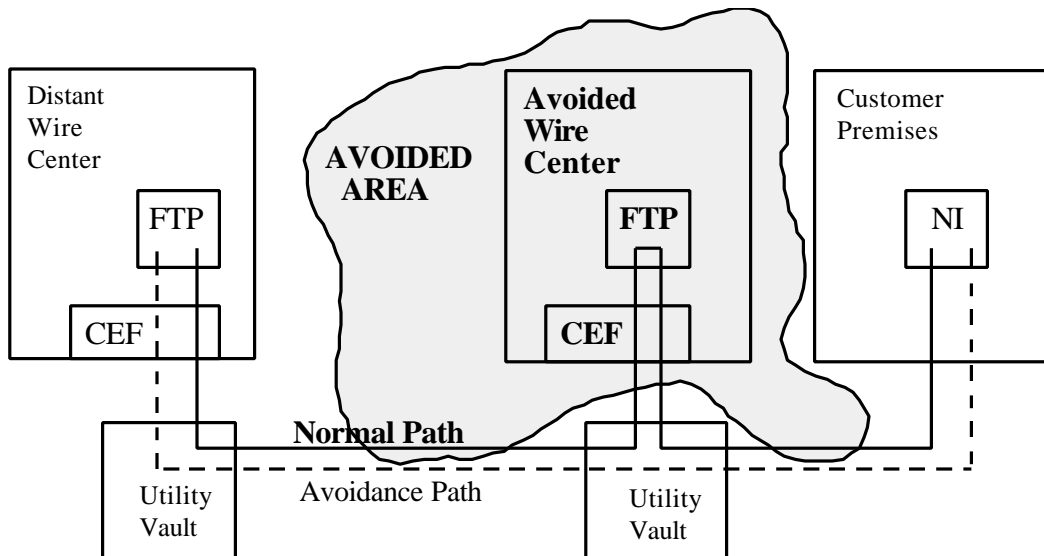 Distant
Wire
Center
FTP
CEF
AVOIDED
AREA
Avoided
Wire
Center
FTP
CEF
Customer
Premises
NI
Normal Path
Avoidance Path
Utility
Vault
Utility
Vault